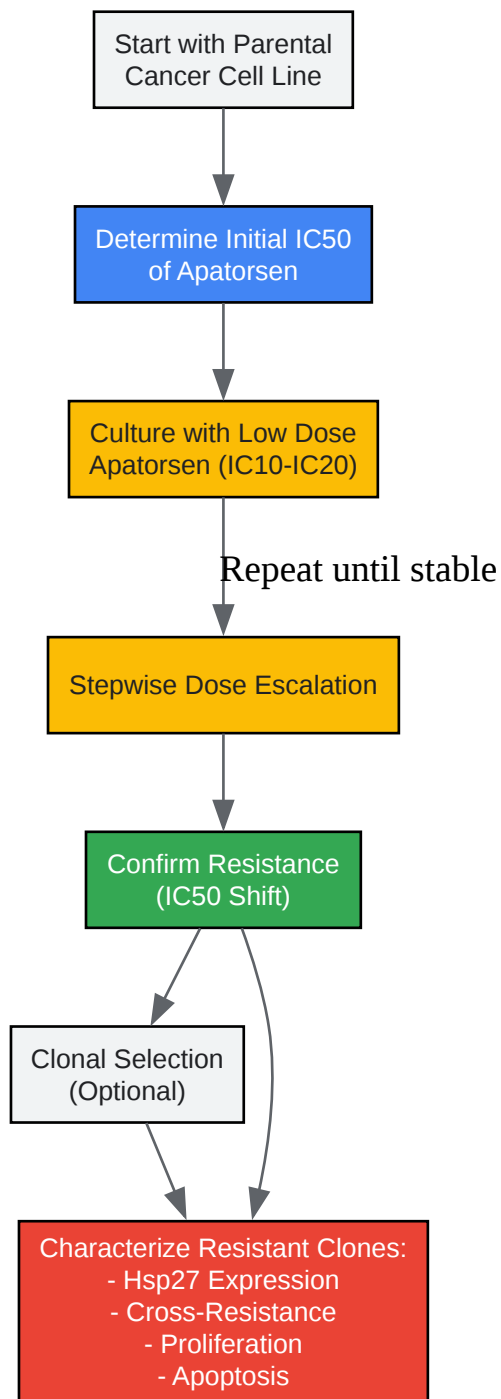 Start with Parental
Cancer Cell Line
Determine Initial IC50
of Apatorsen
Culture with Low Dose
Apatorsen (IC10-IC20)
Repeat until stable
Stepwise Dose Escalation
Confirm Resistance
(IC50 Shift)
Clonal Selection
(Optional)
Characterize Resistant Clones:
- Hsp27 Expression
- Cross-Resistance
- Proliferation
- Apoptosis